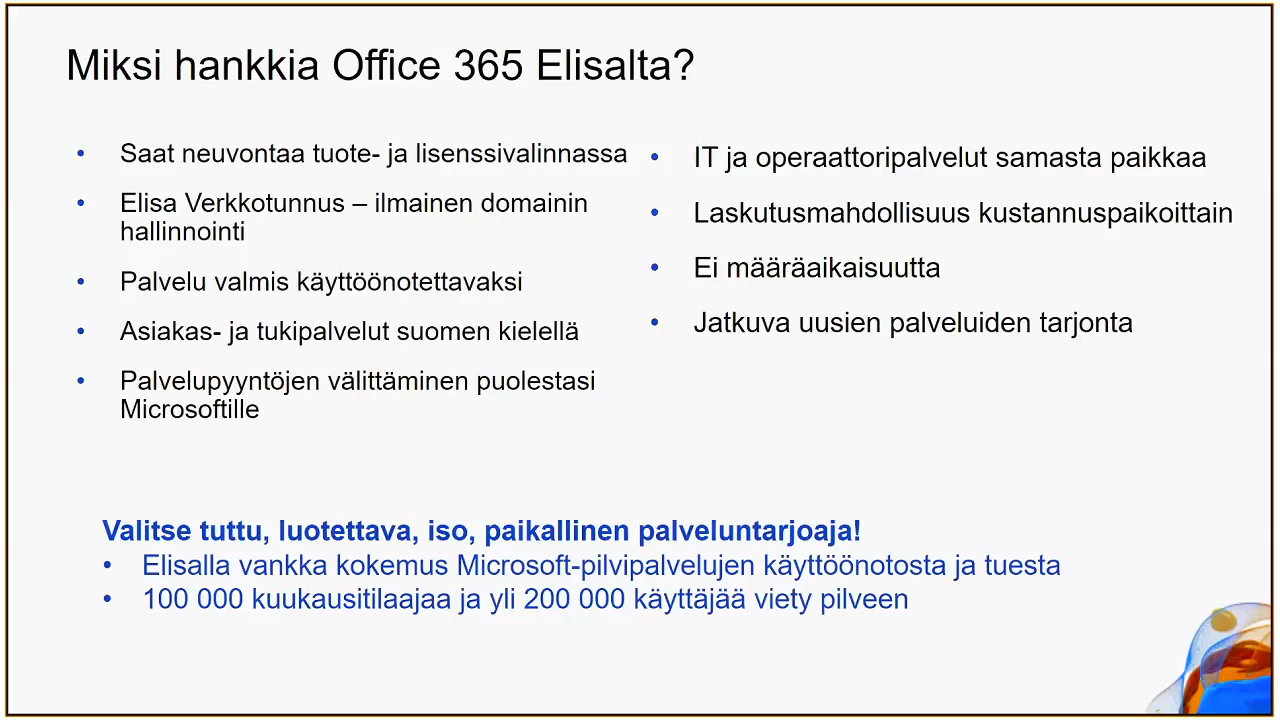 Miksi hankkia Office 365 Elisalta?
• Saat neuvontaa tuote- ja lisenssivalinnassa
• Elisa Verkkotunnus – ilmainen domainin
hallinnointi
• Palvelu valmis käyttöönotettavaksi
• Asiakas- ja tukipalvelut suomen kielellä
• Palvelupyyntöjen välittäminen puolestasi
Microsoftille
• IT ja operaattoripalvelut samasta paikkaa
• Laskutusmahdollisuus kustannuspaikoittain
• Ei määräaikaisuutta
• Jatkuva uusien palveluiden tarjonta
Valitse tuttu, luotettava, iso, paikallinen palveluntarjoaja!
• Elisalla vankka kokemus Microsoft-pilvipalvelujen käyttöönotosta ja tuesta
• 100 000 kuukausitilaajaa ja yli 200 000 käyttäjää viety pilveen